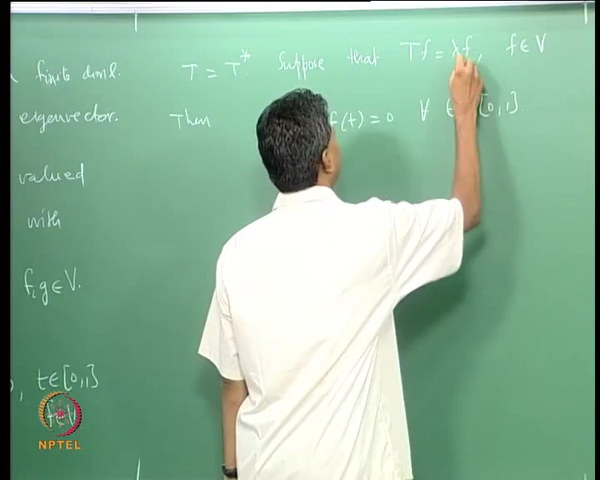 finite diml.
eigenvector.
valued
with
f, g ∈ V.
, t ∈ [0,1]
f ∈ V
T = T* Suppose that Tf = λf, f ∈ V
Then f(t) = 0 ∀ t ∈ [0,1].
NPTEL